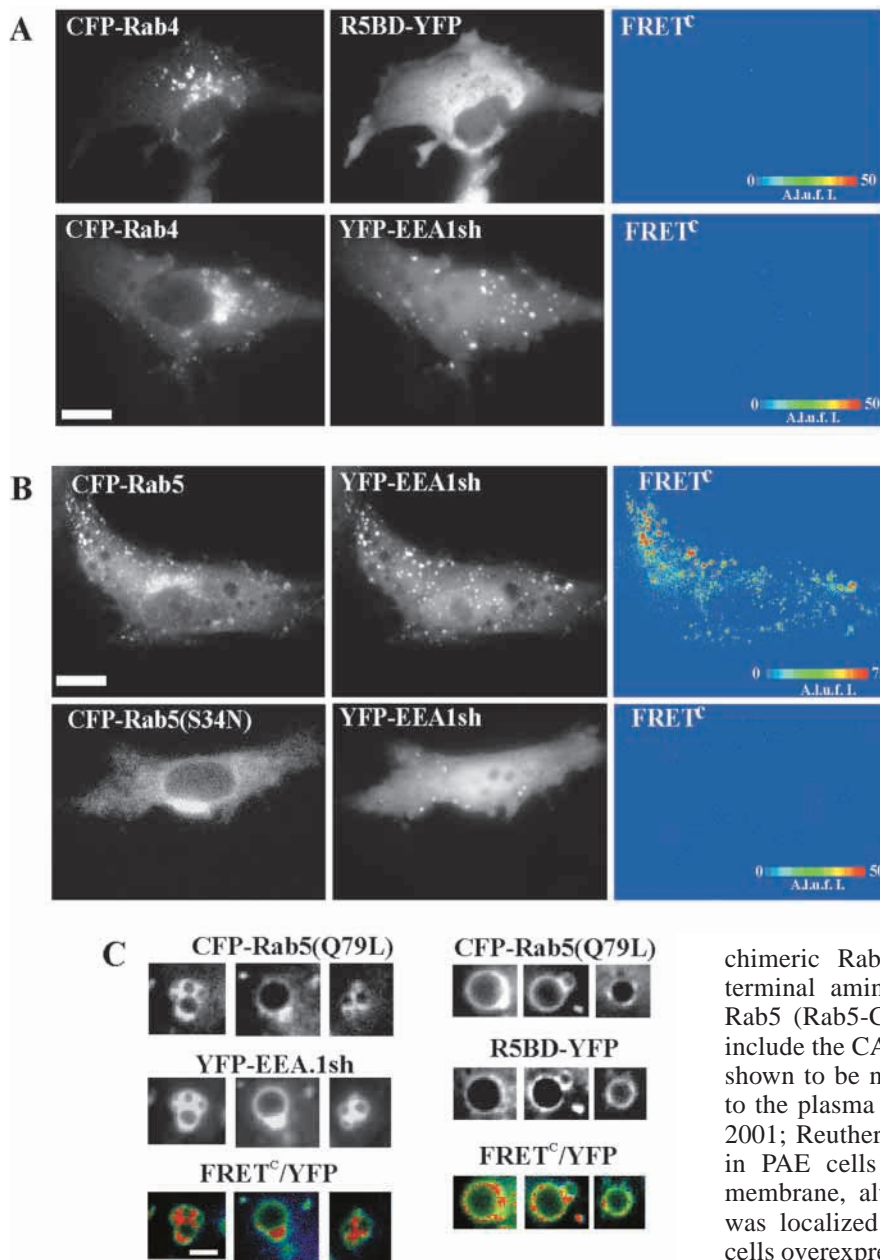 A
CFP-Rab4 R5BD-YFP FRETᶜ
0 50
A.l.u.f. I.
CFP-Rab4 YFP-EEA1sh FRETᶜ
0 50
A.l.u.f. I.
B
CFP-Rab5 YFP-EEA1sh FRETᶜ
0 7
A.l.u.f. I.
CFP-Rab5(S34N) YFP-EEA1sh FRETᶜ
0 50
A.l.u.f. I.
C
CFP-Rab5(Q79L)
YFP-EEA.1sh
FRETᶜ/YFP
CFP-Rab5(Q79L)
R5BD-YFP
FRETᶜ/YFP
chimeric Rab
terminal amin
Rab5 (Rab5-C
include the CA
shown to be n
to the plasma
2001; Reuther
in PAE cells
membrane, al
was localized
cells overexpre